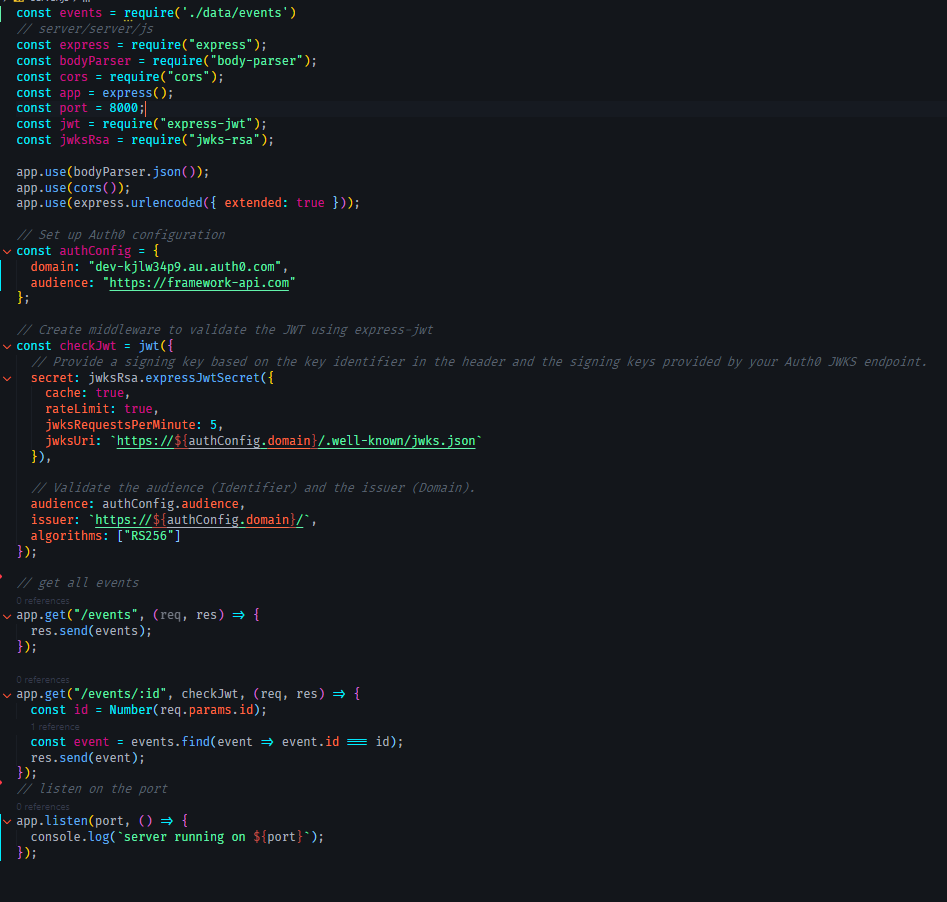 const events = require('./data/events')
// server/server/js
const express = require("express");
const bodyParser = require("body-parser");
const cors = require("cors");
const app = express();
const port = 8000;
const jwt = require("express-jwt");
const jwksRsa = require("jwks-rsa");
app.use(bodyParser.json());
app.use(cors());
app.use(express.urlencoded({ extended: true }));
// Set up Auth0 configuration
const authConfig = {
domain: "dev-kjlw34p9.au.auth0.com",
audience: "https://framework-api.com"
};
// Create middleware to validate the JWT using express-jwt
const checkJwt = jwt({
// Provide a signing key based on the key identifier in the header and the signing keys provided by your Auth0 JWKS endpoint.
secret: jwksRsa.expressJwtSecret({
cache: true,
rateLimit: true,
jwksRequestsPerMinute: 5,
jwksUri: `https://${authConfig.domain}/.well-known/jwks.json`
}),
// Validate the audience (Identifier) and the issuer (Domain).
audience: authConfig.audience,
issuer: `https://${authConfig.domain}/`,
algorithms: ["RS256"]
});
// get all events
0 references
app.get("/events", (req, res) => {
res.send(events);
});
0 references
app.get("/events/:id", checkJwt, (req, res) => {
const id = Number(req.params.id);
1 reference
const event = events.find(event => event.id === id);
res.send(event);
});
// listen on the port
0 references
app.listen(port, () => {
console.log(`server running on ${port}`);
});